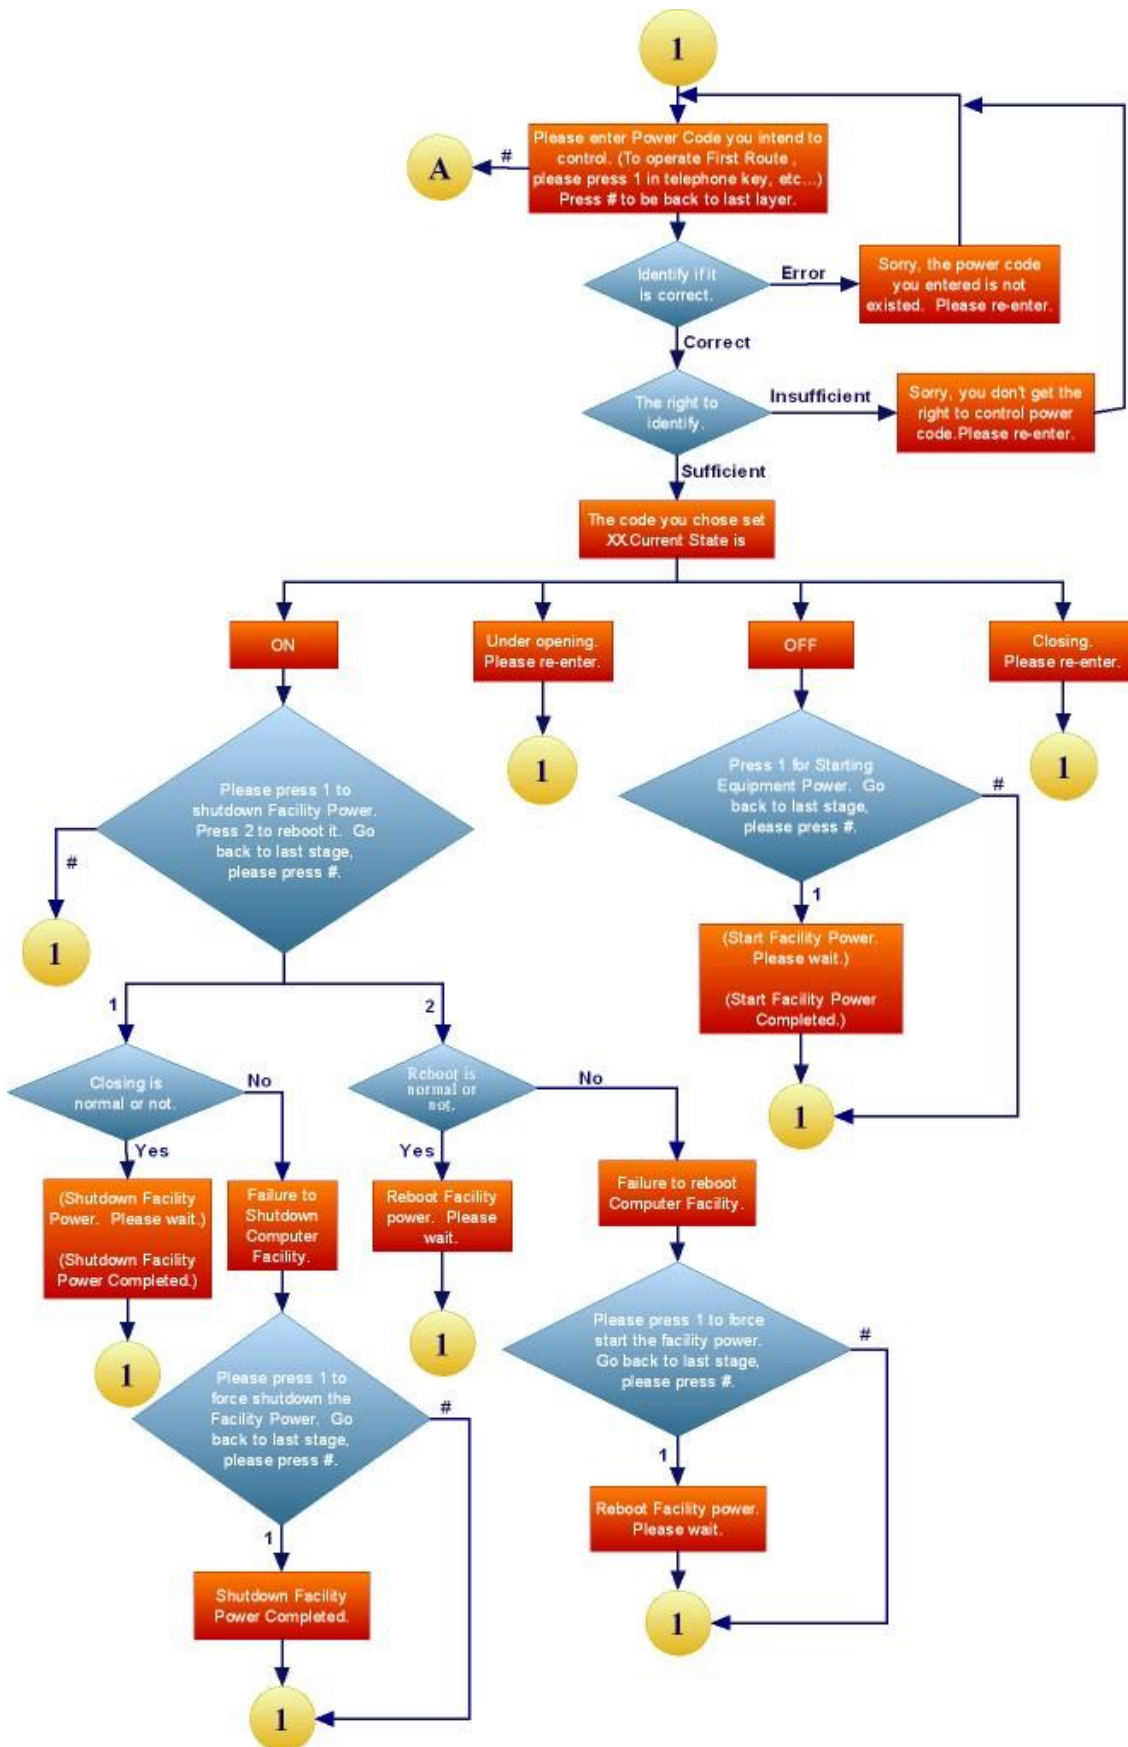 1
Please enter Power Code you intend to
control. (To operate First Route ,
please press 1 in telephone key, etc...)
Press # to be back to last layer.
#
A
Identify if it
is correct.
Error
Sorry, the power code
you entered is not
existed. Please re-enter.
Correct
The right to
identify.
Insufficient
Sorry, you don't get the
right to control power
code.Please re-enter.
Sufficient
The code you chose set
XX.Current State is
ON
Under opening.
Please re-enter.
OFF
Closing.
Please re-enter.
1
1
Please press 1 to
shutdown Facility Power.
Press 2 to reboot it. Go
back to last stage,
please press #.
#
1
Press 1 for Starting
Equipment Power. Go
back to last stage,
please press #.
#
1
(Start Facility Power.
Please wait.)
(Start Facility Power
Completed.)
1
1
2
Closing is
normal or not.
No
Yes
Reboot is
normal or
not.
No
Yes
(Shutdown Facility
Power. Please wait.)
(Shutdown Facility
Power Completed.)
1
Failure to
Shutdown
Computer
Facility.
Reboot Facility
power. Please
wait.
1
Failure to reboot
Computer Facility.
Please press 1 to
force shutdown the
Facility Power. Go
back to last stage,
please press #.
#
1
Shutdown Facility
Power Completed.
1
Please press 1 to force
start the facility power.
Go back to last stage,
please press #.
#
1
Reboot Facility power.
Please wait.
1